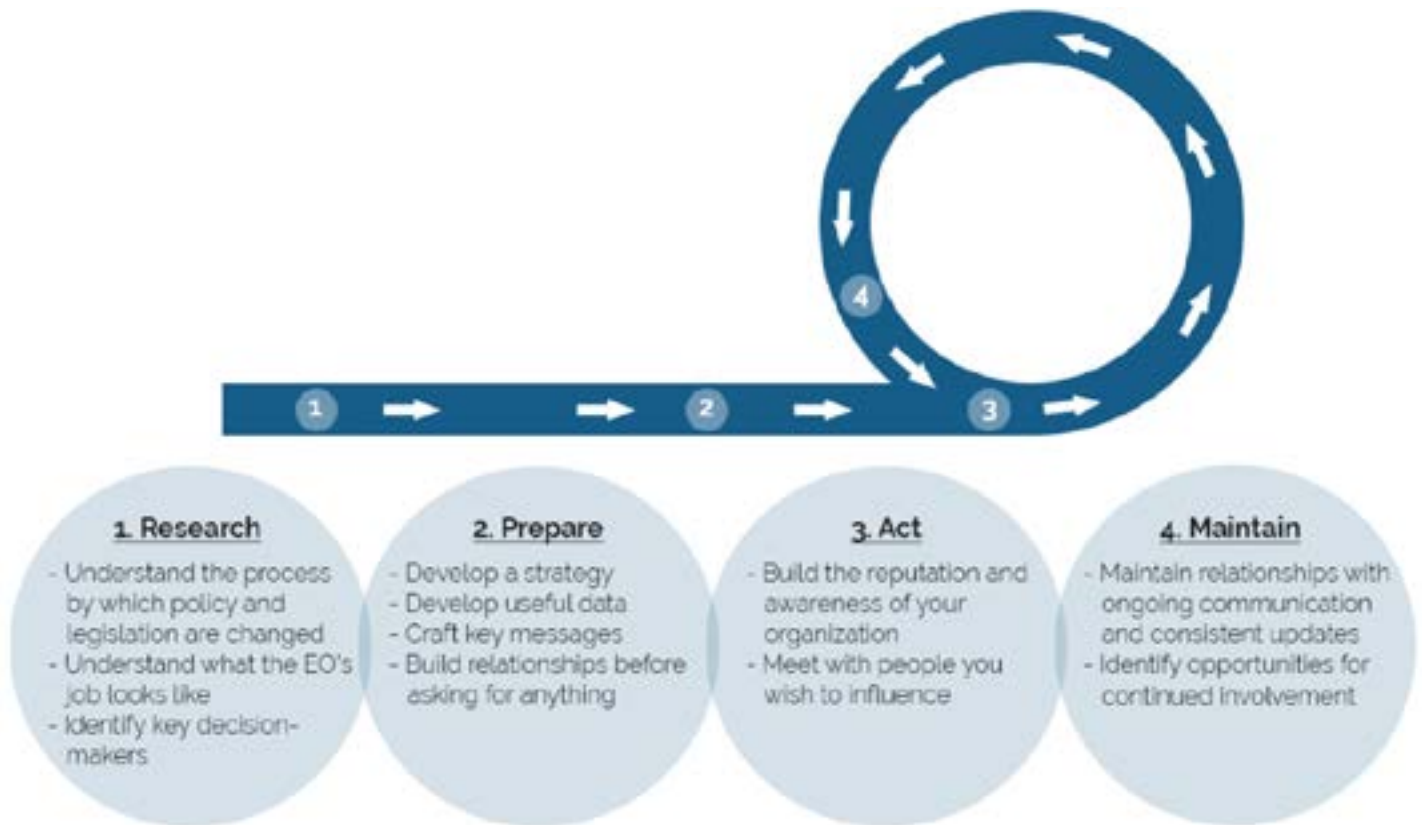 4
1
2
3
1. Research
- Understand the process
by which policy and
legislation are changed
- Understand what the EO's
job looks like
- Identify key decision-
makers
2. Prepare
- Develop a strategy
- Develop useful data
- Craft key messages
- Build relationships before
asking for anything
3. Act
- Build the reputation and
awareness of your
organization
- Meet with people you
wish to influence
4. Maintain
- Maintain relationships with
ongoing communication
and consistent updates
- Identify opportunities for
continued involvement